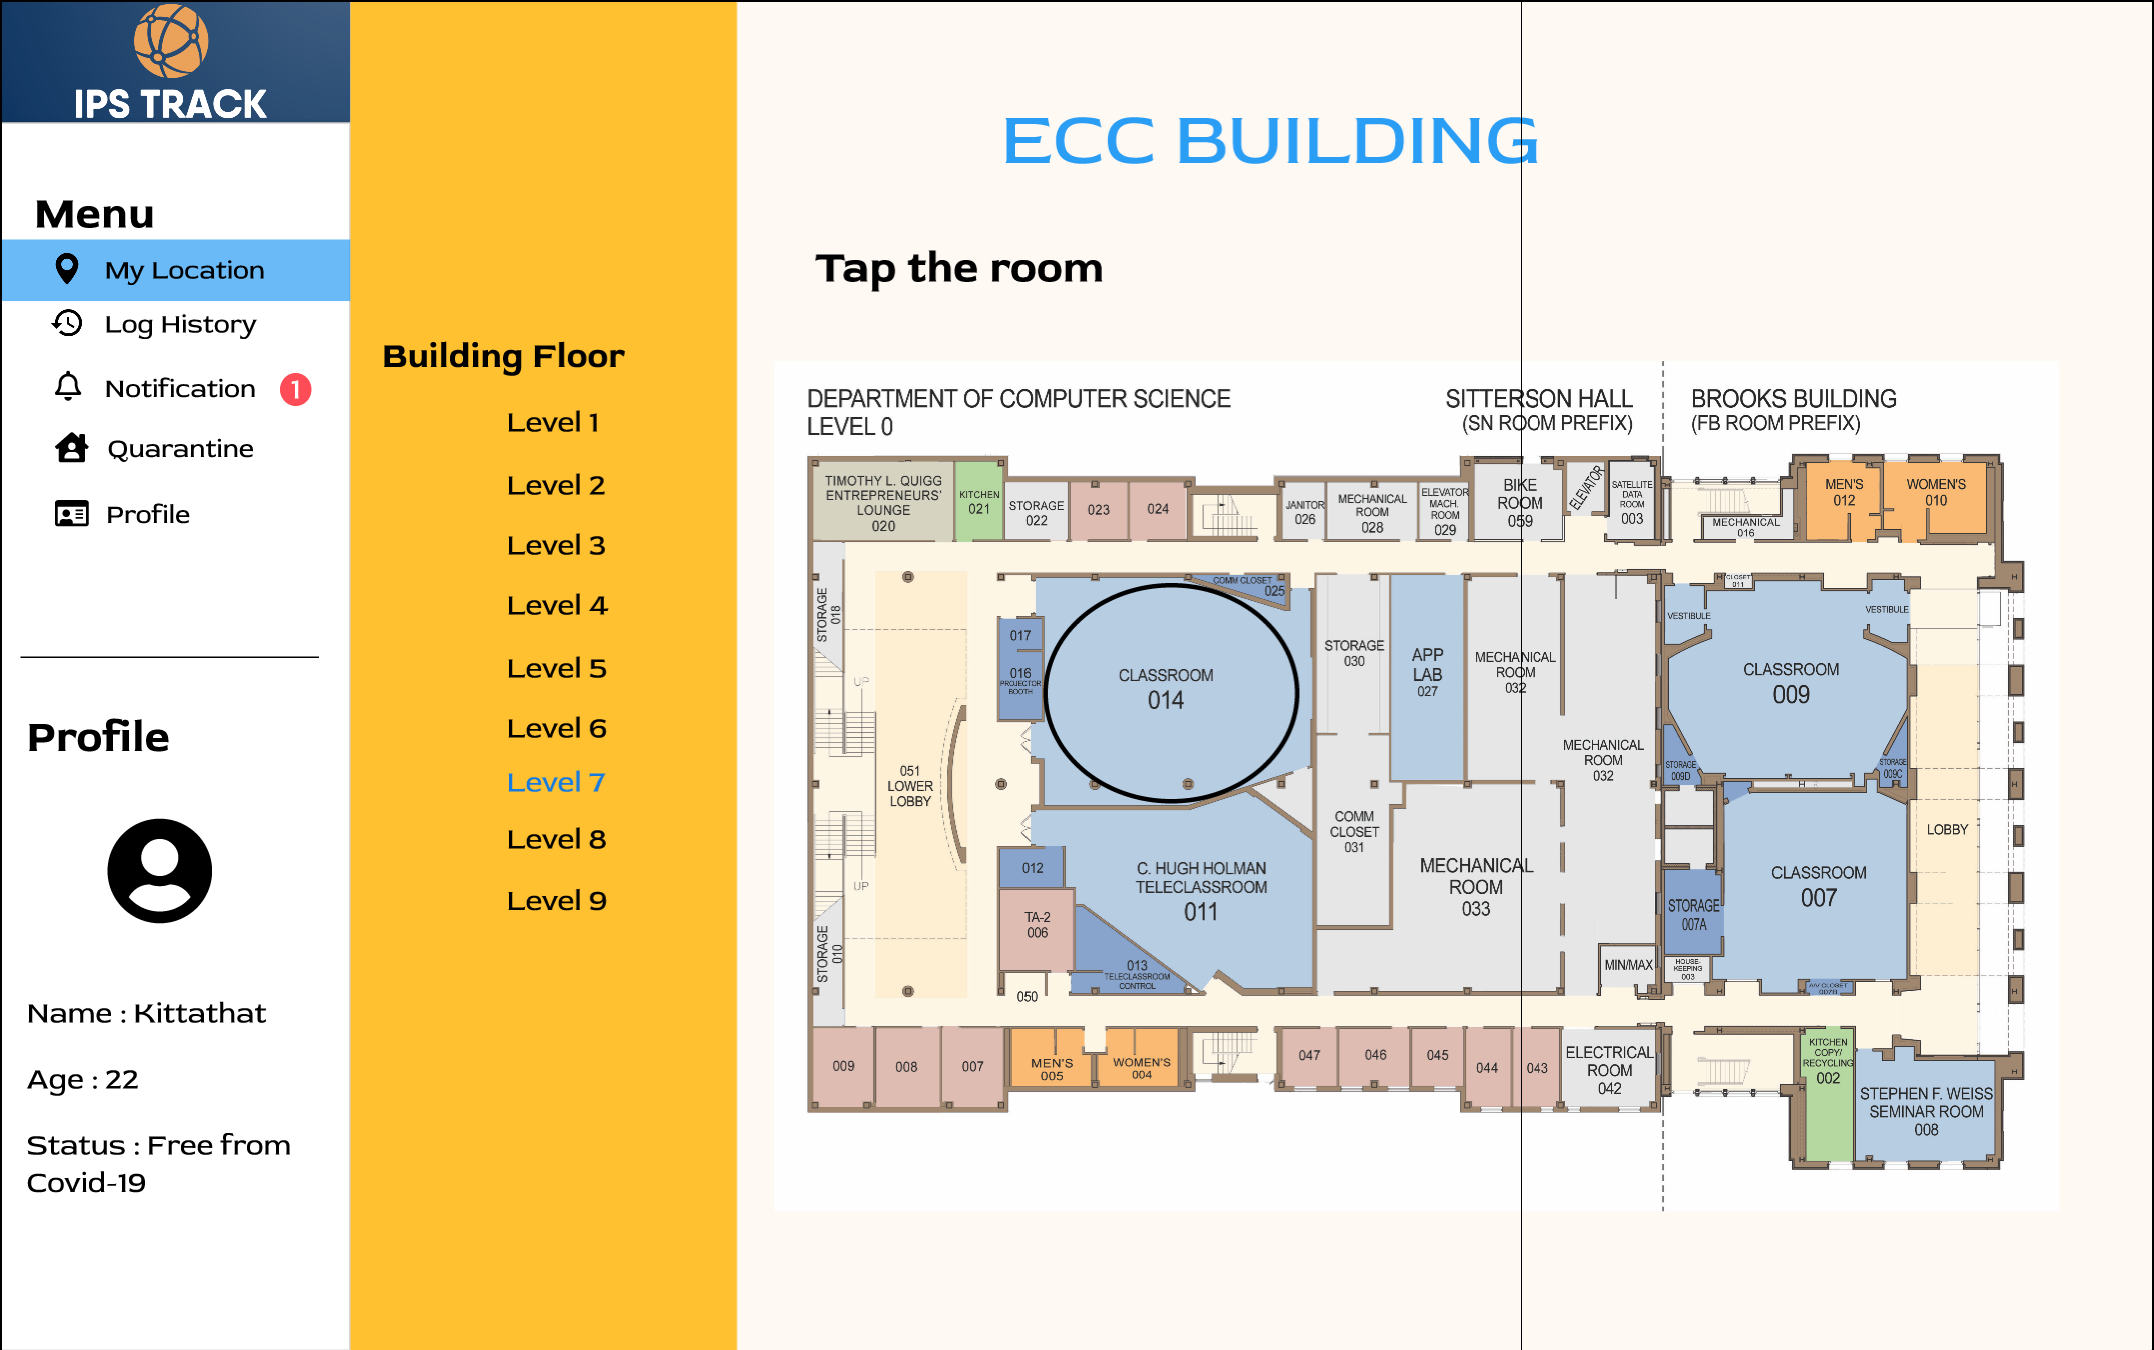 IPS TRACK
Menu
My Location
Log History
Notification 1
Quarantine
Profile
Profile
Name : Kittathat
Age : 22
Status : Free from
Covid-19
Building Floor
Level 1
Level 2
Level 3
Level 4
Level 5
Level 6
Level 7
Level 8
Level 9
ECC BUILDING
Tap the room
DEPARTMENT OF COMPUTER SCIENCE
LEVEL 0
SITTERSON HALL
(SN ROOM PREFIX)
BROOKS BUILDING
(FB ROOM PREFIX)
TIMOTHY L. QUIGG
ENTREPRENEURS'
LOUNGE
020
KITCHEN
021
STORAGE
022
023
024
JANITOR
026
MECHANICAL
ROOM
028
ELEVATOR
MACH.
ROOM
029
BIKE
ROOM
059
ELEVATOR
SATELLITE
DATA
ROOM
003
MECHANICAL
016
MEN'S
012
WOMEN'S
010
STORAGE
018
COMM CLOSET
025
017
016
PROJECTOR
BOOTH
CLASSROOM
014
STORAGE
030
APP
LAB
027
MECHANICAL
ROOM
032
MECHANICAL
ROOM
032
CLOSET
011
VESTIBULE
VESTIBULE
CLASSROOM
009
STORAGE
009D
STORAGE
009C
UP
051
LOWER
LOBBY
UP
COMM
CLOSET
031
MECHANICAL
ROOM
033
LOBBY
CLASSROOM
007
STORAGE
007A
012
C. HUGH HOLMAN
TELECLASSROOM
011
TA-2
006
013
TELECLASSROOM
CONTROL
STORAGE
010
050
MIN/MAX
HOUSE-
KEEPING
003
A/V CLOSET
007B
009
008
007
MEN'S
005
WOMEN'S
004
047
046
045
044
043
ELECTRICAL
ROOM
042
KITCHEN
COPY/
RECYCLING
002
STEPHEN F. WEISS
SEMINAR ROOM
008